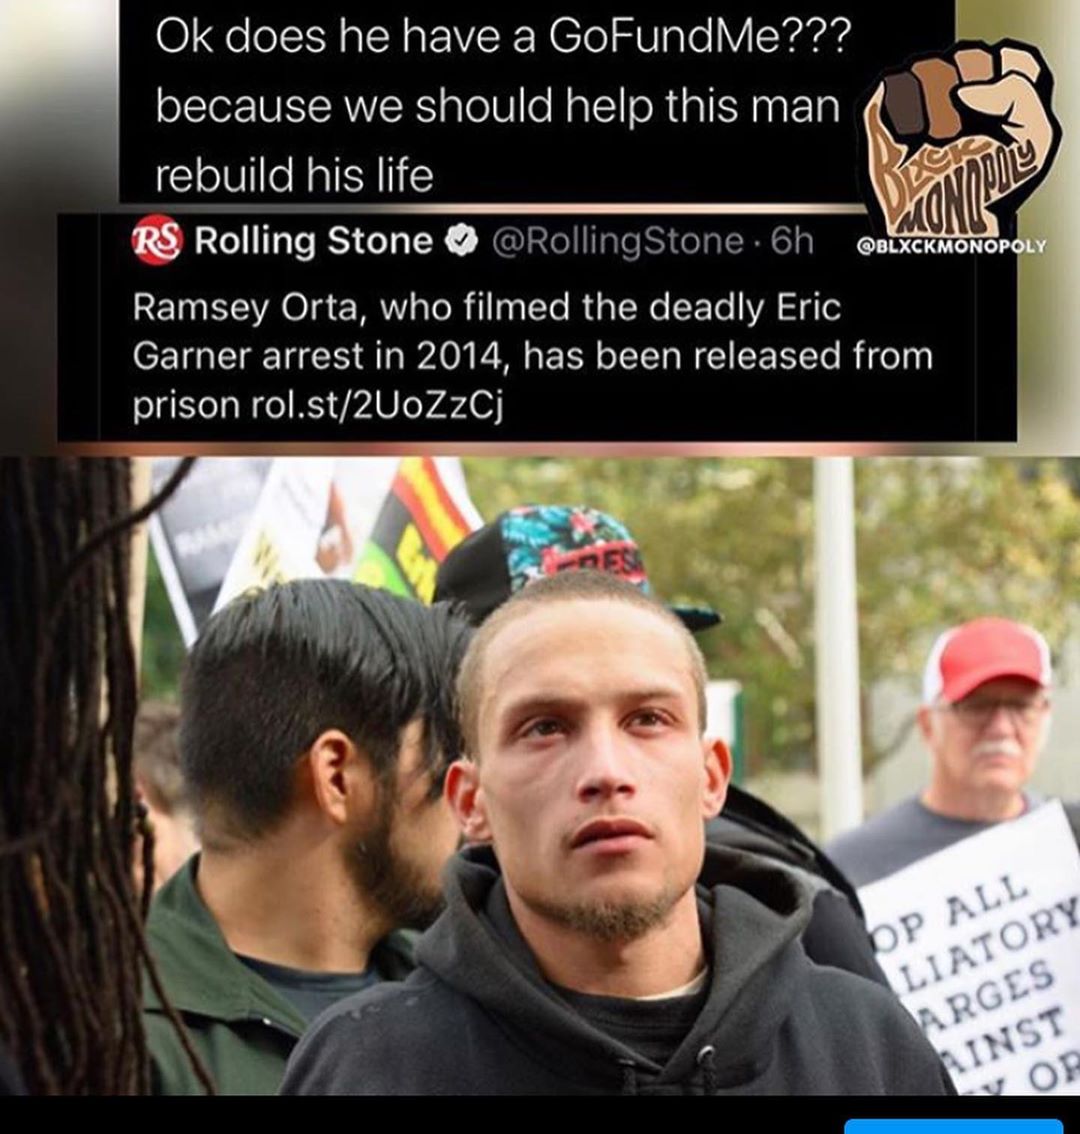 Ok does he have a GoFundMe???
because we should help this man
rebuild his life
BLXCK
MONOPOLY
@BLXCKMONOPOLY
RS Rolling Stone @RollingStone · 6h
Ramsey Orta, who filmed the deadly Eric
Garner arrest in 2014, has been released from
prison rol.st/2UoZzCj
FRES
OP ALL
LIATORY
ARGES
AINST
Y OR